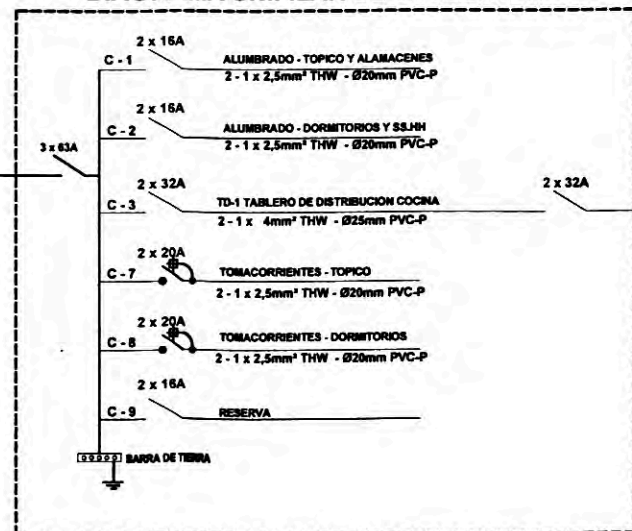 2 x 16A
C - 1
ALUMBRADO - TOPICO Y ALAMACENES
2 - 1 x 2,5mm² THW - Ø20mm PVC-P
2 x 16A
C - 2
ALUMBRADO - DORMITORIOS Y SS.HH
2 - 1 x 2,5mm² THW - Ø20mm PVC-P
3 x 63A
2 x 32A
C - 3
TD-1 TABLERO DE DISTRIBUCION COCINA
2 - 1 x 4mm² THW - Ø25mm PVC-P
2 x 32A
2 x 20A
C - 7
TOMACORRIENTES - TOPICO
2 - 1 x 2,5mm² THW - Ø20mm PVC-P
2 x 20A
C - 8
TOMACORRIENTES - DORMITORIOS
2 - 1 x 2,5mm² THW - Ø20mm PVC-P
2 x 16A
C - 9
RESERVA
BARRA DE TIERRA